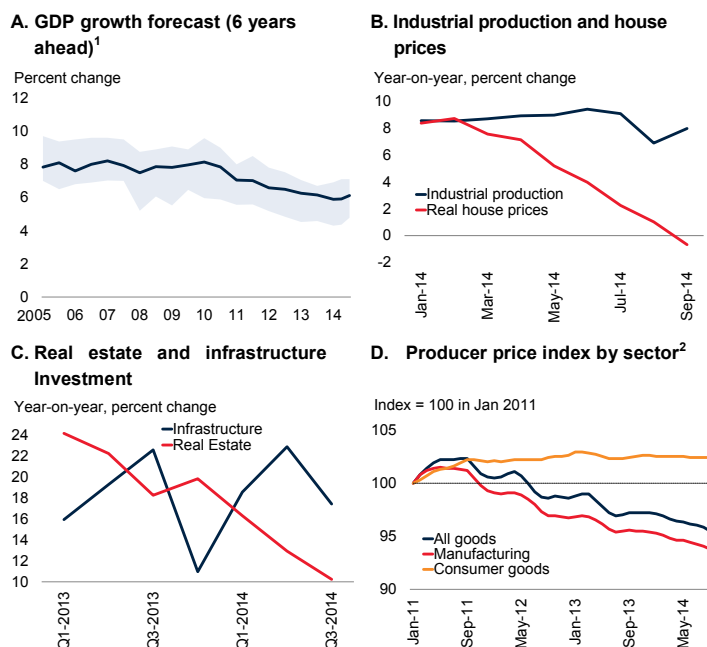 A. GDP growth forecast (6 years
ahead)1
Percent change
12
10
8
6
4
2
0
2005 06 07 08 09 10 11 12 13 14
B. Industrial production and house
prices
Year-on-year, percent change
10
8
6
4
2
0
-2
Industrial production
Real house prices
Jan-14
Mar-14
May-14
Jul-14
Sep-14
C. Real estate and infrastructure
Investment
Year-on-year, percent change
24
22
20
18
16
14
12
10
Infrastructure
Real Estate
Q1-2013
Q3-2013
Q1-2014
Q3-2014
D. Producer price index by sector2
Index = 100 in Jan 2011
105
100
95
90
All goods
Manufacturing
Consumer goods
Jan-11
Sep-11
May-12
Jan-13
Sep-13
May-14